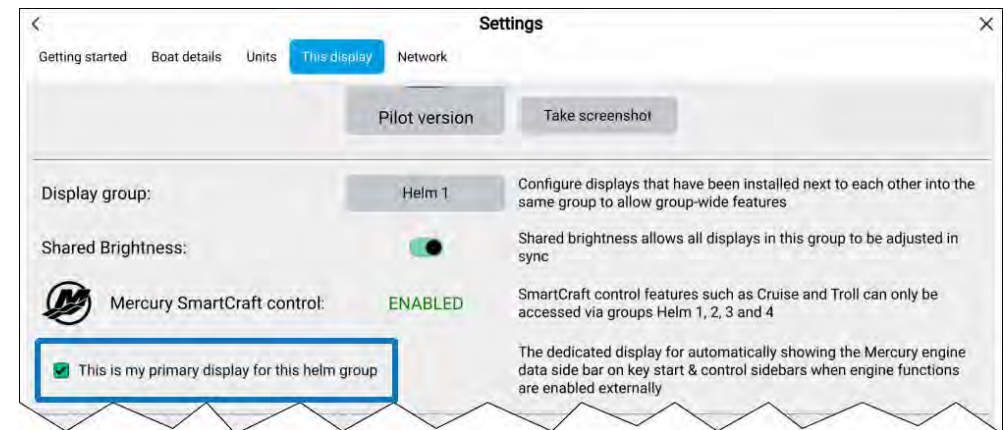 Settings
Getting started Boat details Units This display Network
Pilot version Take screenshot
Display group: Helm 1 Configure displays that have been installed next to each other into the
same group to allow group-wide features
Shared Brightness: Shared brightness allows all displays in this group to be adjusted in
sync
Mercury SmartCraft control: ENABLED SmartCraft control features such as Cruise and Troll can only be
accessed via groups Helm 1, 2, 3 and 4
This is my primary display for this helm group The dedicated display for automatically showing the Mercury engine
data side bar on key start & control sidebars when engine functions
are enabled externally